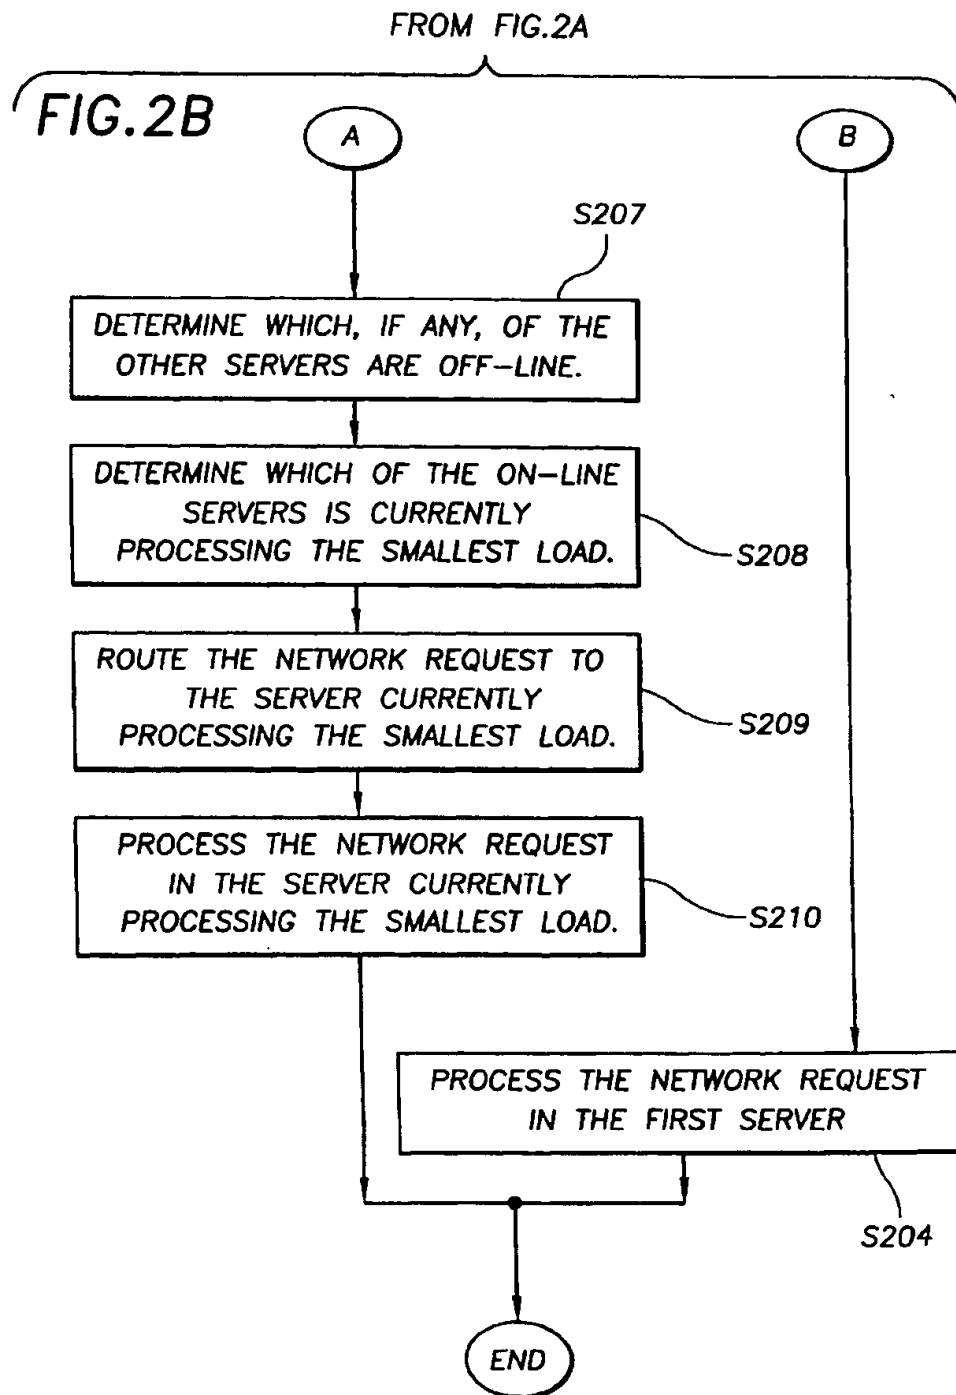 FROM FIG.2A
FIG.2B
A
B
S207
DETERMINE WHICH, IF ANY, OF THE
OTHER SERVERS ARE OFF-LINE.
DETERMINE WHICH OF THE ON-LINE
SERVERS IS CURRENTLY
PROCESSING THE SMALLEST LOAD.
S208
ROUTE THE NETWORK REQUEST TO
THE SERVER CURRENTLY
PROCESSING THE SMALLEST LOAD.
S209
PROCESS THE NETWORK REQUEST
IN THE SERVER CURRENTLY
PROCESSING THE SMALLEST LOAD.
S210
PROCESS THE NETWORK REQUEST
IN THE FIRST SERVER
S204
END